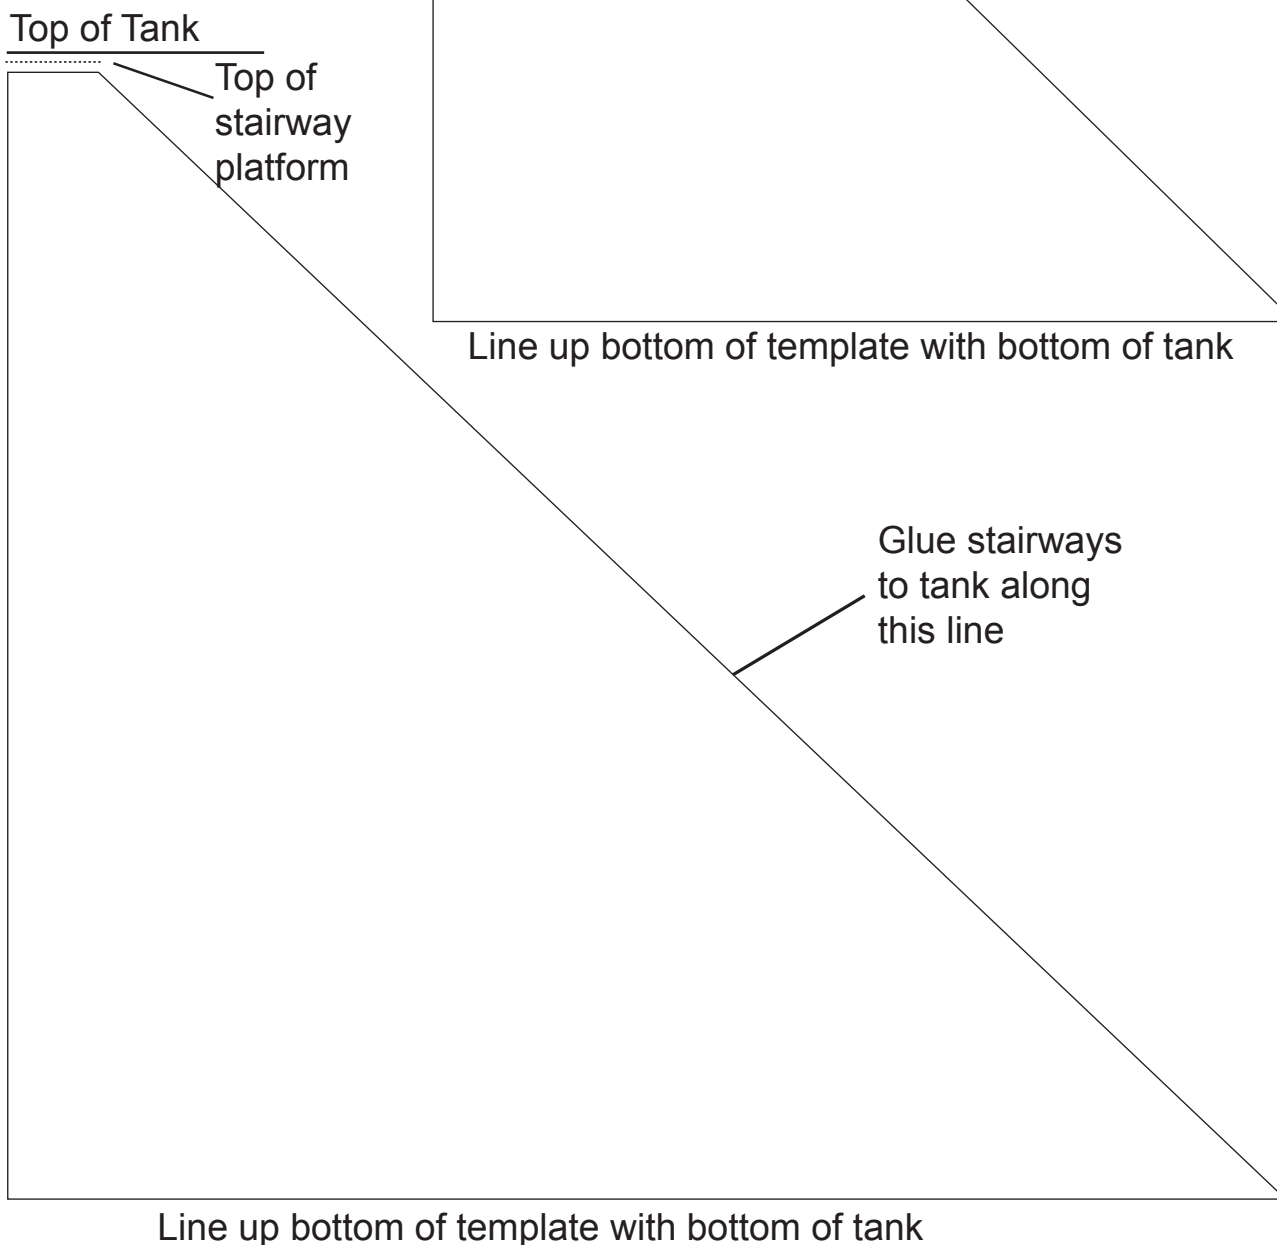 Top of Tank
Top of
stairway
platform
Line up bottom of template with bottom of tank
Glue stairways
to tank along
this line
Line up bottom of template with bottom of tank